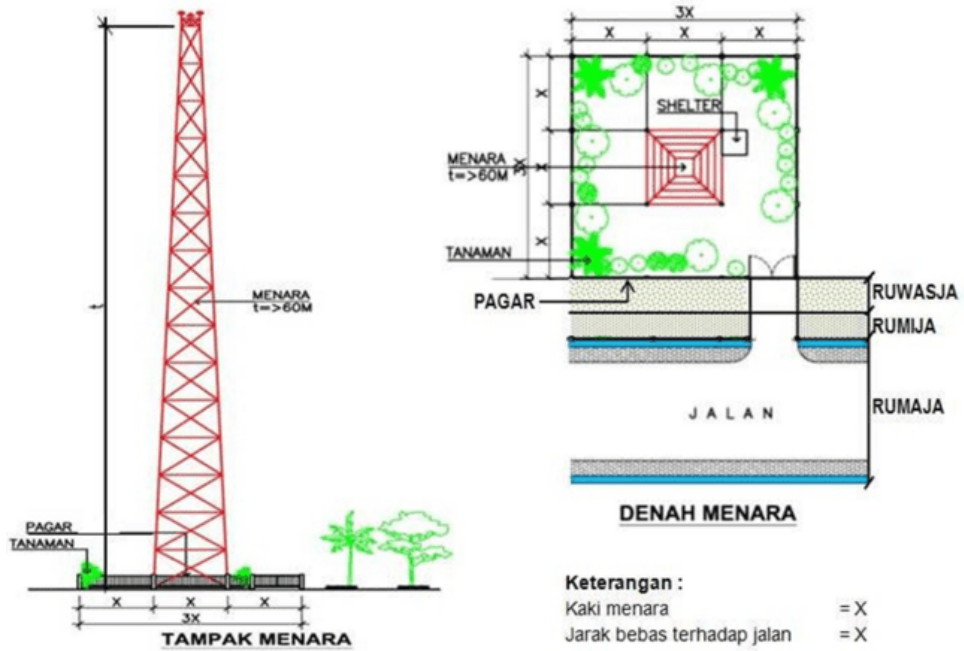 t
MENARA
t=>60M
PAGAR
TANAMAN
X X X
3X
TAMPAK MENARA
3X
X X X
X
X
X
3X
SHELTER
MENARA
t=>60M
TANAMAN
PAGAR
RUWASJA
RUMIJA
RUMAJA
JALAN
DENAH MENARA
Keterangan :
Kaki menara = X
Jarak bebas terhadap jalan = X